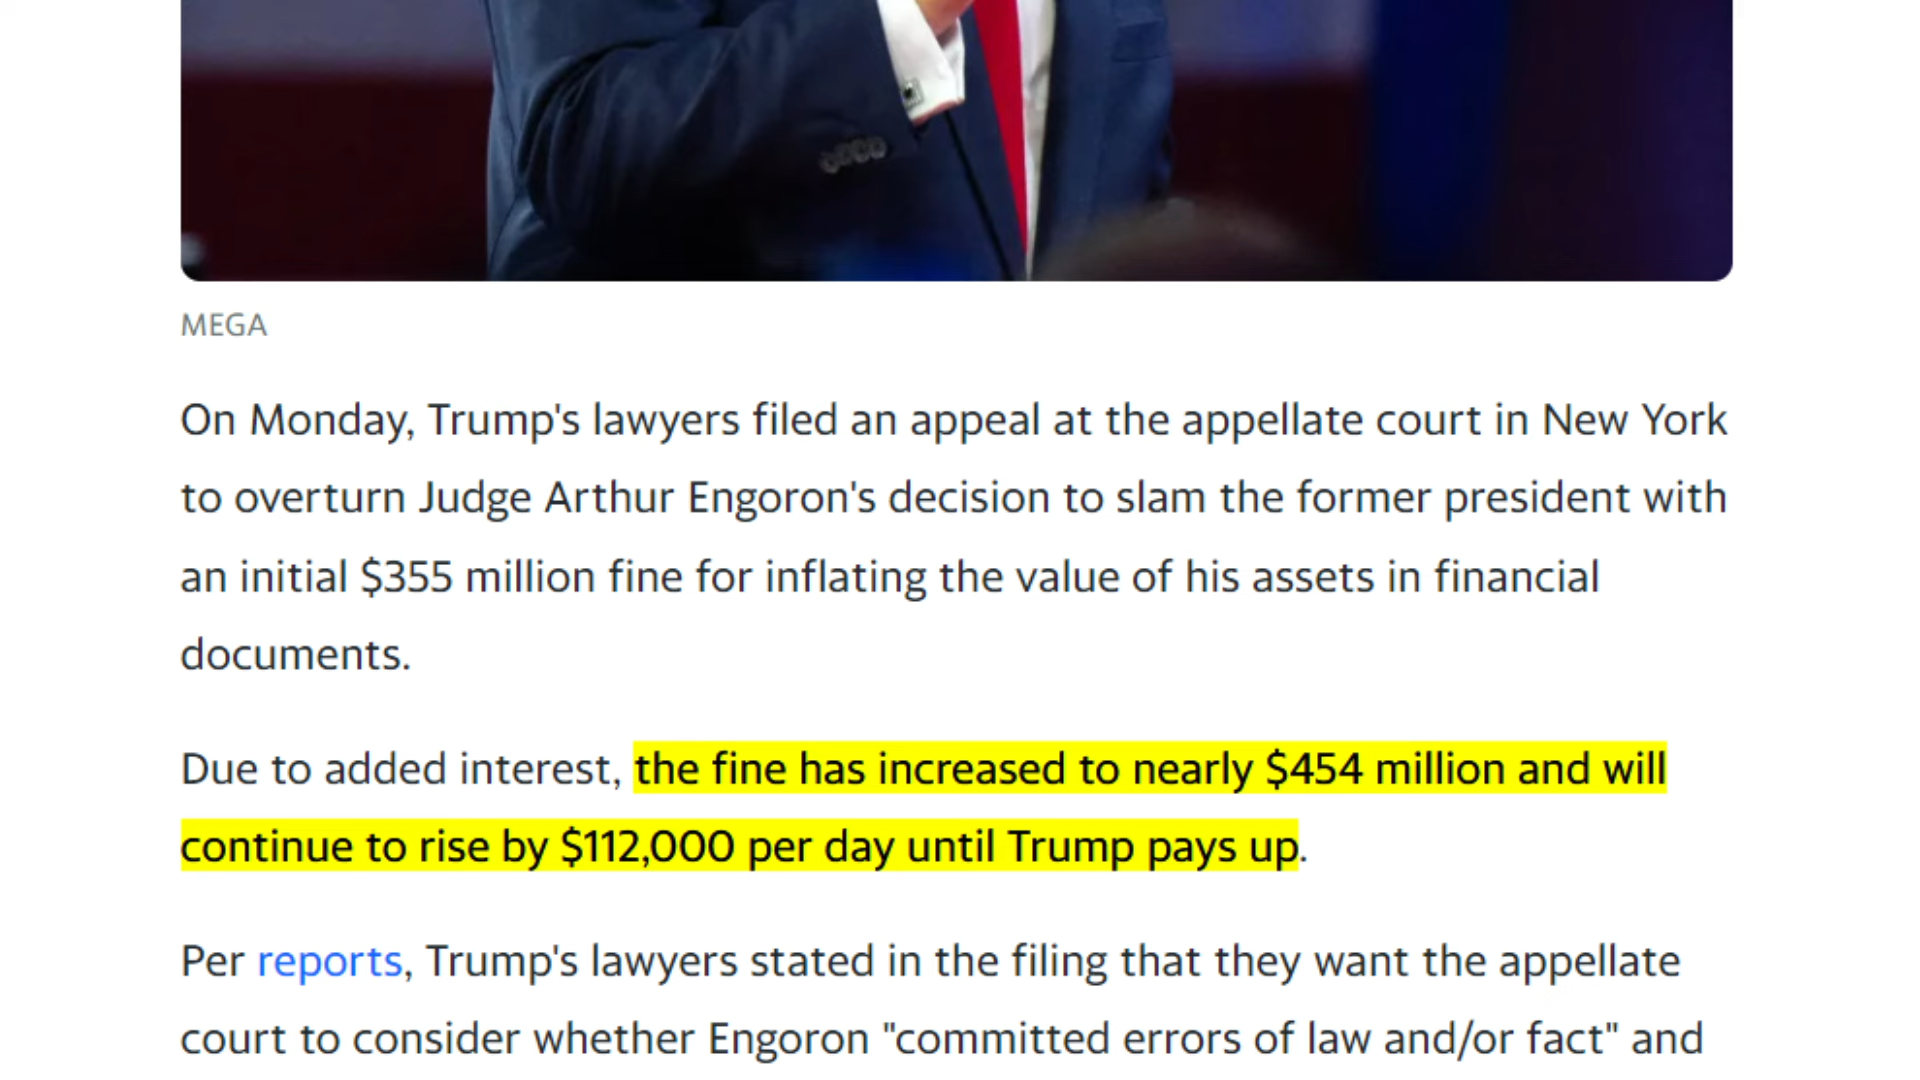 MEGA
On Monday, Trump's lawyers filed an appeal at the appellate court in New York
to overturn Judge Arthur Engoron's decision to slam the former president with
an initial $355 million fine for inflating the value of his assets in financial
documents.
Due to added interest, the fine has increased to nearly $454 million and will
continue to rise by $112,000 per day until Trump pays up.
Per reports, Trump's lawyers stated in the filing that they want the appellate
court to consider whether Engoron "committed errors of law and/or fact" and